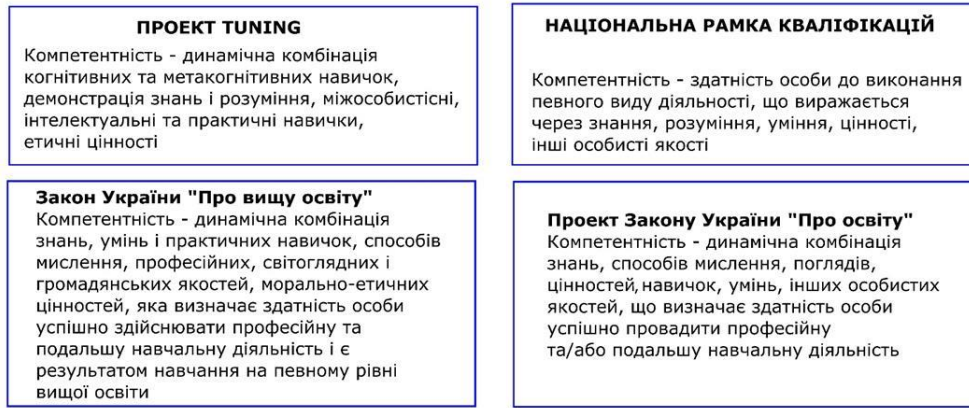 ПРОЕКТ TUNING
Компетентність - динамічна комбінація
когнітивних та метакогнітивних навичок,
демонстрація знань і розуміння, міжособистісні,
інтелектуальні та практичні навички,
етичні цінності
НАЦІОНАЛЬНА РАМКА КВАЛІФІКАЦІЙ
Компетентність - здатність особи до виконання
певного виду діяльності, що виражається
через знання, розуміння, уміння, цінності,
інші особисті якості
Закон України "Про вищу освіту"
Компетентність - динамічна комбінація
знань, умінь і практичних навичок, способів
мислення, професійних, світоглядних і
громадянських якостей, морально-етичних
цінностей, яка визначає здатність особи
успішно здійснювати професійну та
подальшу навчальну діяльність і є
результатом навчання на певному рівні
вищої освіти
Проект Закону України "Про освіту"
Компетентність - динамічна комбінація
знань, способів мислення, поглядів,
цінностей, навичок, умінь, інших особистих
якостей, що визначає здатність особи
успішно провадити професійну
та/або подальшу навчальну діяльність